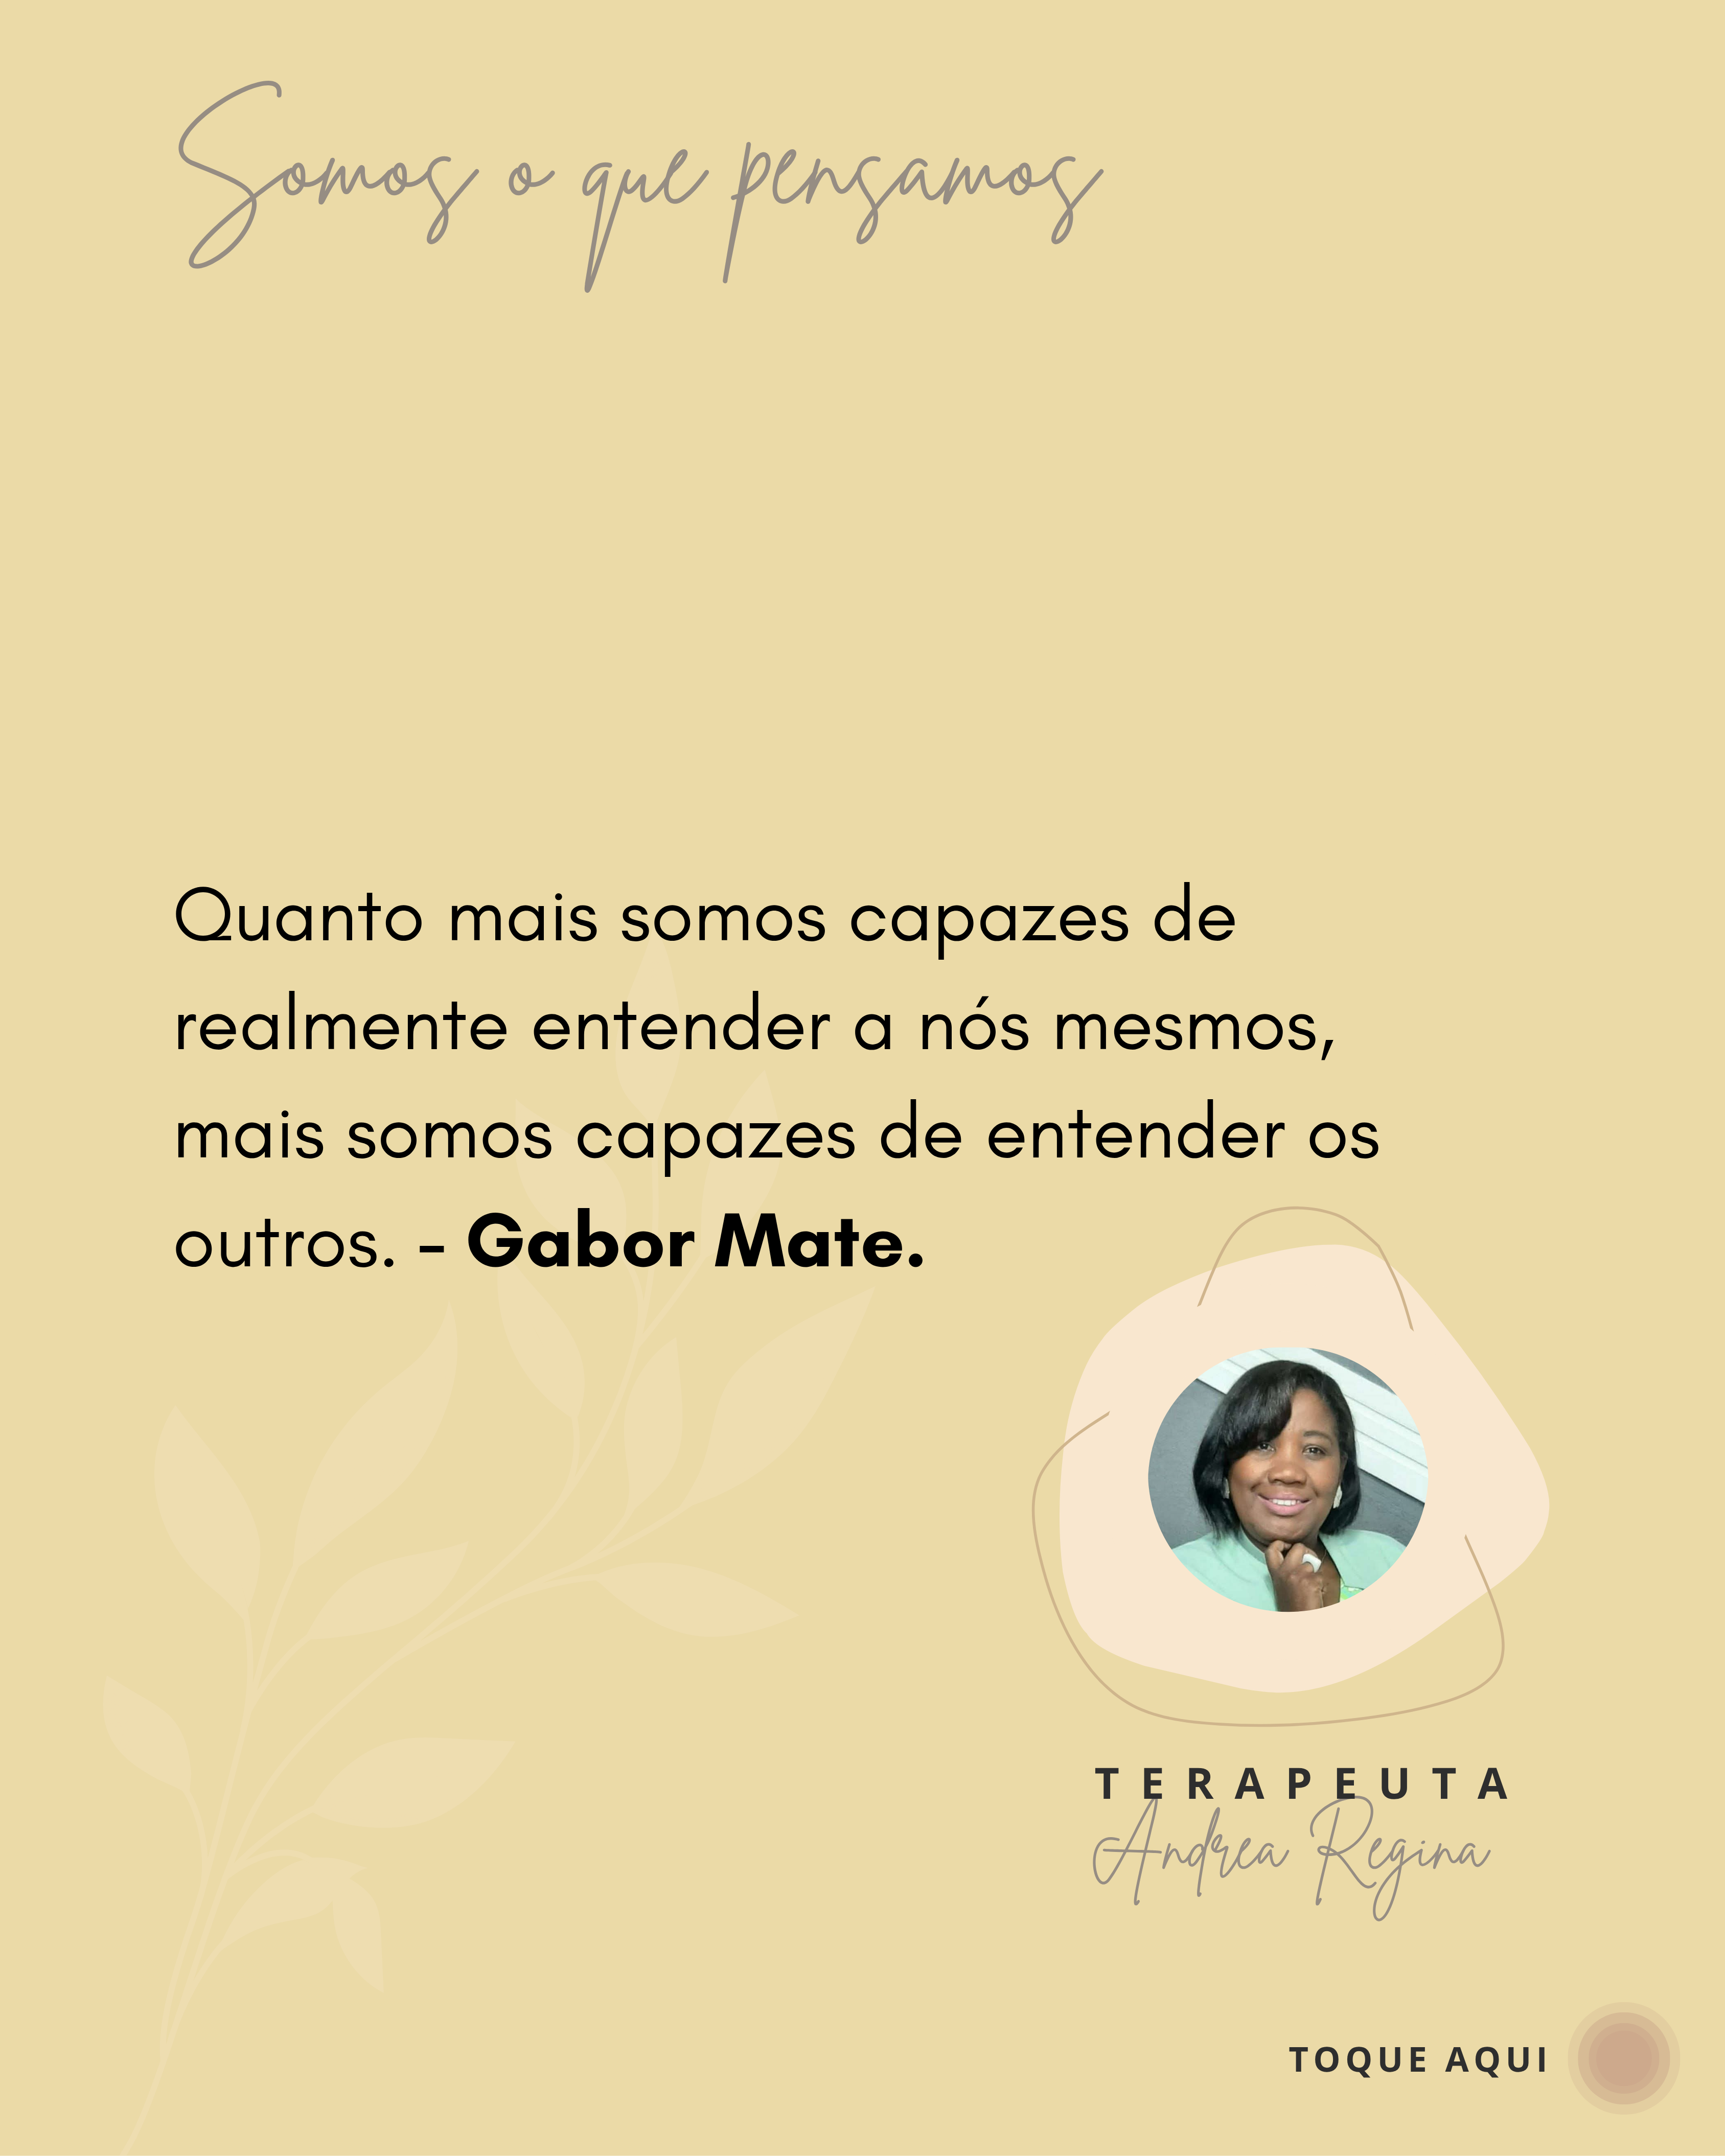 Somos o que pensamos
Quanto mais somos capazes de
realmente entender a nós mesmos,
mais somos capazes de entender os
outros. - Gabor Mate.
TERAPEUTA
Andrea Regina
TOQUE AQUI